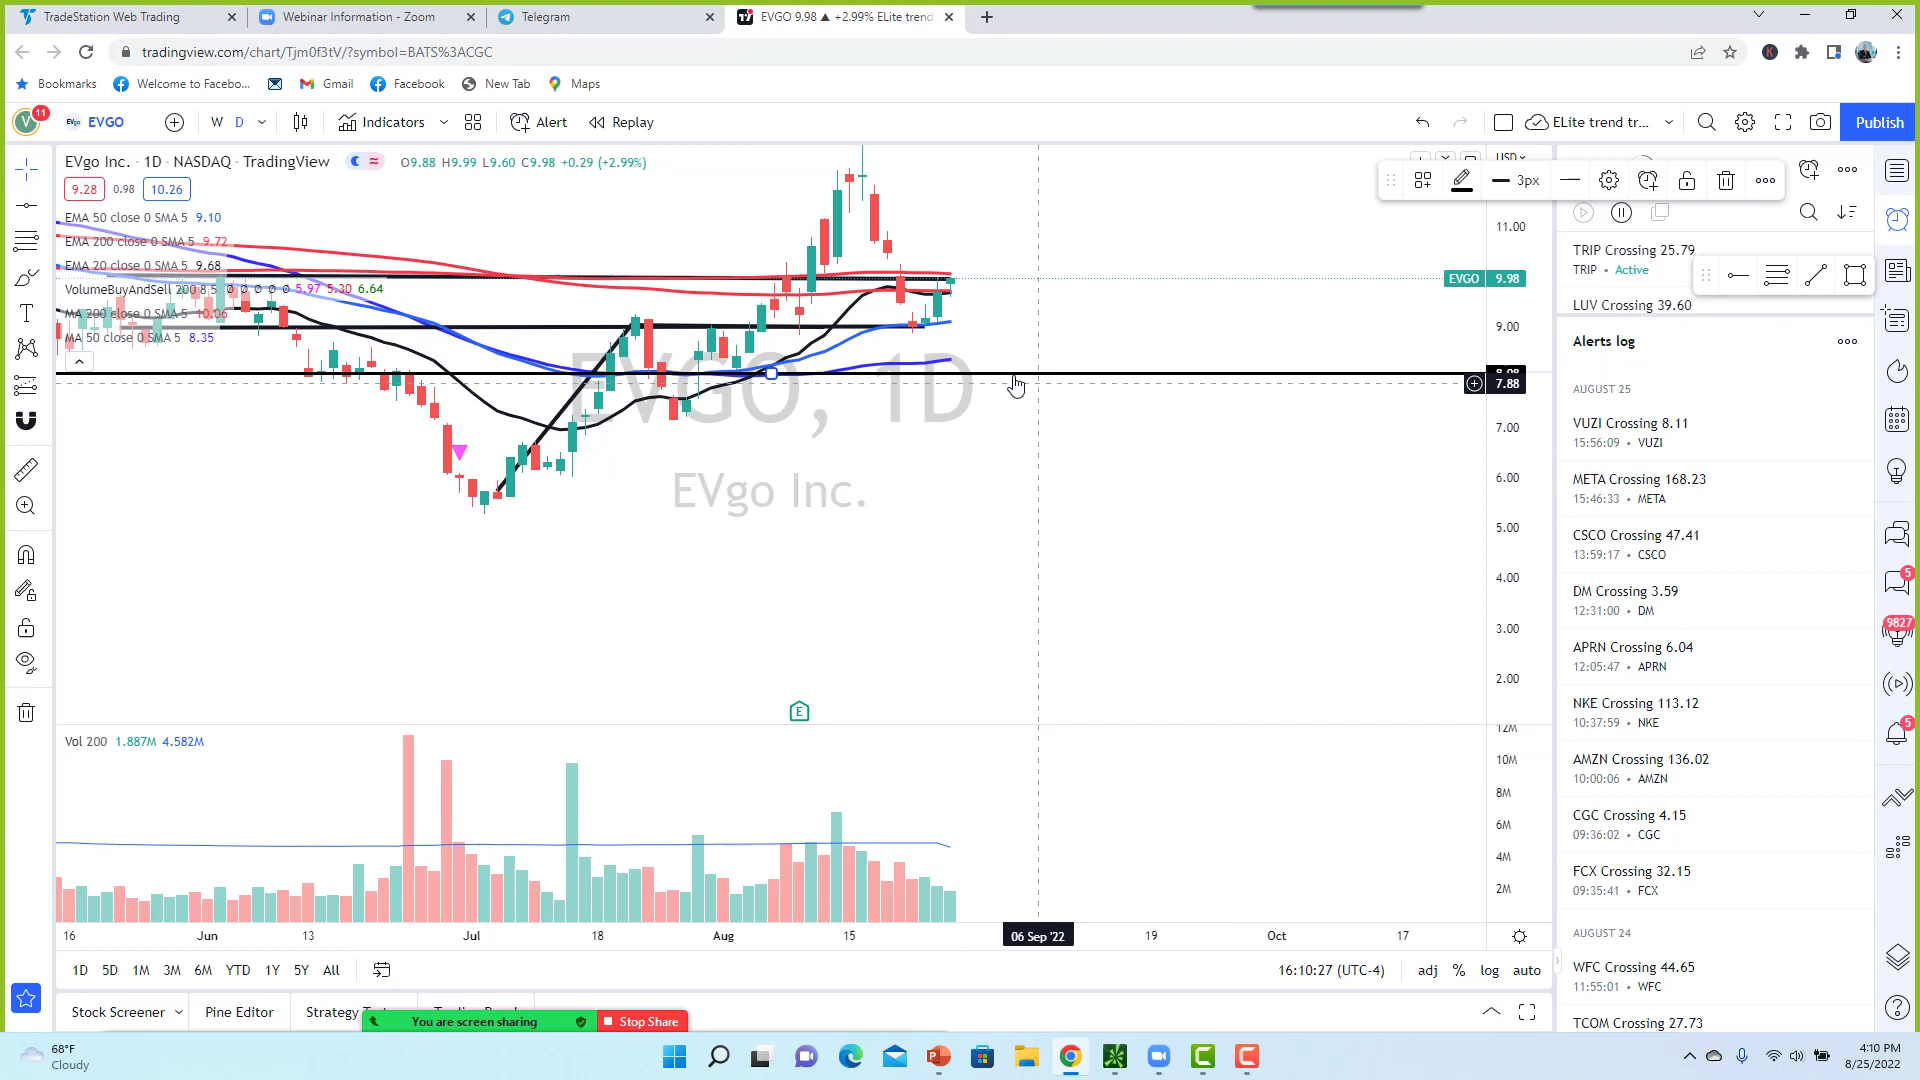 TradeStation Web Trading
Webinar Information - Zoom
Telegram
EVGO 9.98 ▲ +2.99% ELite trend
tradingview.com/chart/Tjm0f3tV/?symbol=BATS%3ACGC
Bookmarks
Welcome to Facebo...
Gmail
Facebook
New Tab
Maps
V 11
EVgo EVGO
W D
Indicators
Alert
Replay
ELite trend tr...
Publish
EVgo Inc. · 1D · NASDAQ · TradingView
O9.88 H9.99 L9.60 C9.98 +0.29 (+2.99%)
9.28 0.98 10.26
EMA 50 close 0 SMA 5 9.10
EMA 200 close 0 SMA 5 9.72
EMA 20 close 0 SMA 5 9.68
VolumeBuyAndSell 200 8 5 ∅ ∅ ∅ ∅ ∅ 5.97 5.30 6.64
MA 200 close 0 SMA 5 10.06
MA 50 close 0 SMA 5 8.35
EVGO, 1D
EVgo Inc.
E
3px
USD
11.00
EVGO 9.98
9.00
8.08
7.88
7.00
6.00
5.00
4.00
3.00
2.00
Vol 200 1.887M 4.582M
12M
10M
8M
6M
4M
2M
16 Jun 13 Jul 18 Aug 15 06 Sep '22 19 Oct 17
1D 5D 1M 3M 6M YTD 1Y 5Y All
16:10:27 (UTC-4)
adj % log auto
Stock Screener
Pine Editor
Strategy
You are screen sharing
Stop Share
TRIP Crossing 25.79
TRIP • Active
LUV Crossing 39.60
Alerts log
AUGUST 25
VUZI Crossing 8.11
15:56:09 • VUZI
META Crossing 168.23
15:46:33 • META
CSCO Crossing 47.41
13:59:17 • CSCO
DM Crossing 3.59
12:31:00 • DM
APRN Crossing 6.04
12:05:47 • APRN
NKE Crossing 113.12
10:37:59 • NKE
AMZN Crossing 136.02
10:00:06 • AMZN
CGC Crossing 4.15
09:36:02 • CGC
FCX Crossing 32.15
09:35:41 • FCX
AUGUST 24
WFC Crossing 44.65
11:55:01 • WFC
TCOM Crossing 27.73
5
9827
5
68°F
Cloudy
4:10 PM
8/25/2022